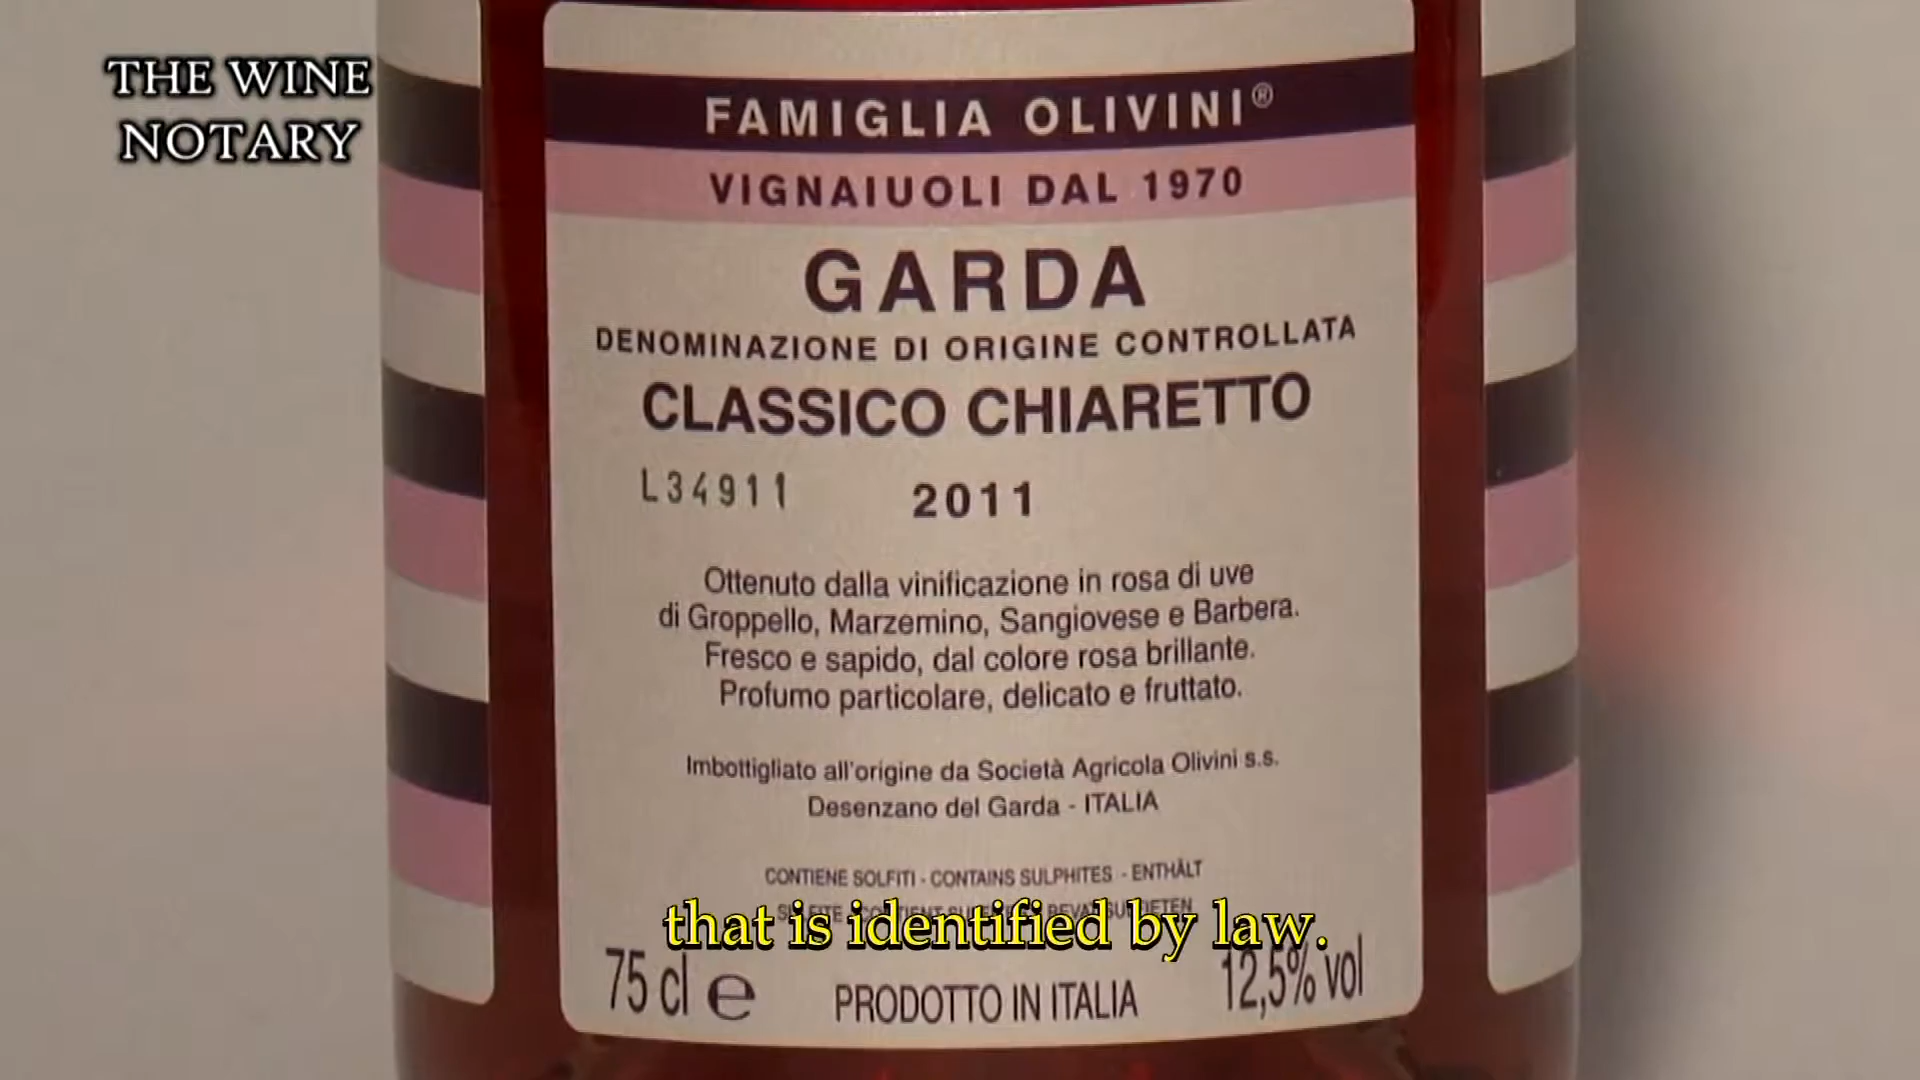 THE WINE
NOTARY
FAMIGLIA OLIVINI®
VIGNAIUOLI DAL 1970
GARDA
DENOMINAZIONE DI ORIGINE CONTROLLATA
CLASSICO CHIARETTO
L34911 2011
Ottenuto dalla vinificazione in rosa di uve
di Groppello, Marzemino, Sangiovese e Barbera.
Fresco e sapido, dal colore rosa brillante.
Profumo particolare, delicato e fruttato.
Imbottigliato all'origine da Società Agricola Olivini s.s.
Desenzano del Garda - ITALIA
CONTIENE SOLFITI - CONTAINS SULPHITES - ENTHÄLT
that is identified by law.
75 cl e PRODOTTO IN ITALIA 12,5% vol